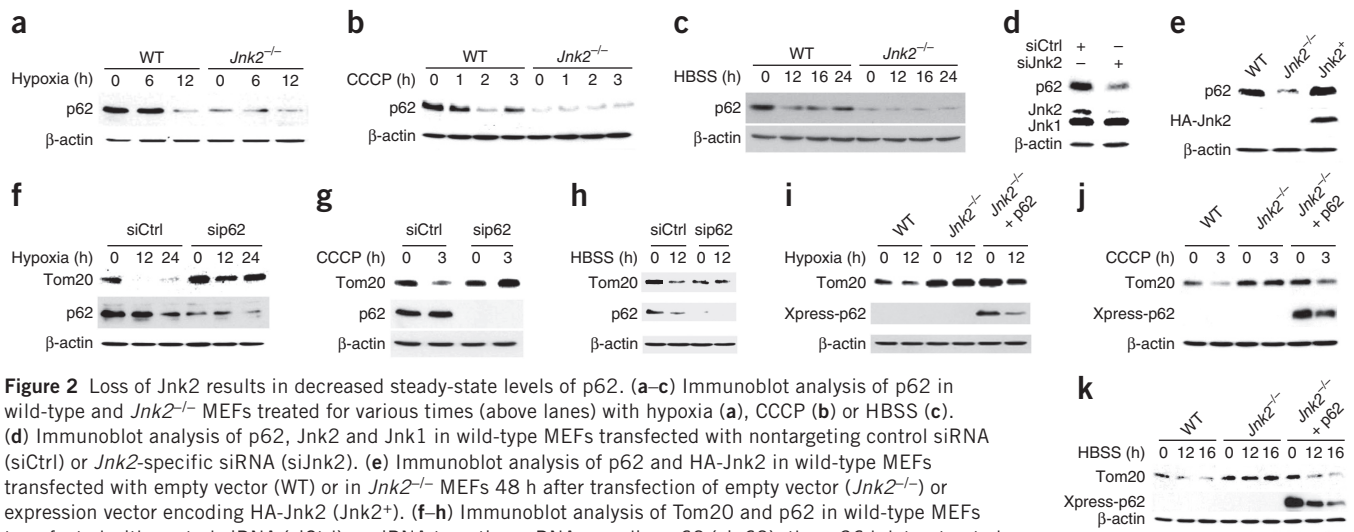 a
WT Jnk2–/–
Hypoxia (h) 0 6 12 0 6 12
p62
β-actin
b
WT Jnk2–/–
CCCP (h) 0 1 2 3 0 1 2 3
p62
β-actin
c
WT Jnk2–/–
HBSS (h) 0 12 16 24 0 12 16 24
p62
β-actin
d
siCtrl + –
siJnk2 – +
p62
Jnk2
Jnk1
β-actin
e
WT Jnk2–/– Jnk2+
p62
HA-Jnk2
β-actin
f
siCtrl sip62
Hypoxia (h) 0 12 24 0 12 24
Tom20
p62
β-actin
g
siCtrl sip62
CCCP (h) 0 3 0 3
Tom20
p62
β-actin
h
siCtrl sip62
HBSS (h) 0 12 0 12
Tom20
p62
β-actin
i
WT Jnk2–/– Jnk2–/– + p62
Hypoxia (h) 0 12 0 12 0 12
Tom20
Xpress-p62
β-actin
j
WT Jnk2–/– Jnk2–/– + p62
CCCP (h) 0 3 0 3 0 3
Tom20
Xpress-p62
β-actin
k
WT Jnk2–/– Jnk2–/– + p62
HBSS (h) 0 12 16 0 12 16 0 12 16
Tom20
Xpress-p62
β-actin
Figure 2 Loss of Jnk2 results in decreased steady-state levels of p62. (a–c) Immunoblot analysis of p62 in
wild-type and Jnk2–/– MEFs treated for various times (above lanes) with hypoxia (a), CCCP (b) or HBSS (c).
(d) Immunoblot analysis of p62, Jnk2 and Jnk1 in wild-type MEFs transfected with nontargeting control siRNA
(siCtrl) or Jnk2-specific siRNA (siJnk2). (e) Immunoblot analysis of p62 and HA-Jnk2 in wild-type MEFs
transfected with empty vector (WT) or in Jnk2–/– MEFs 48 h after transfection of empty vector (Jnk2–/–) or
expression vector encoding HA-Jnk2 (Jnk2+). (f–h) Immunoblot analysis of Tom20 and p62 in wild-type MEFs